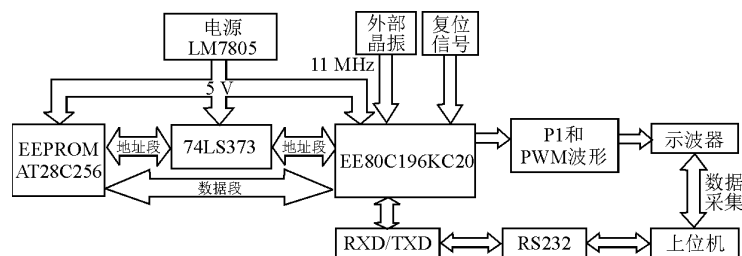 电源
LM7805
外部
晶振
复位
信号
11 MHz
5 V
EEPROM
AT28C256
地址段
74LS373
地址段
数据段
EE80C196KC20
P1和
PWM波形
示波器
数据
采集
RXD/TXD
RS232
上位机